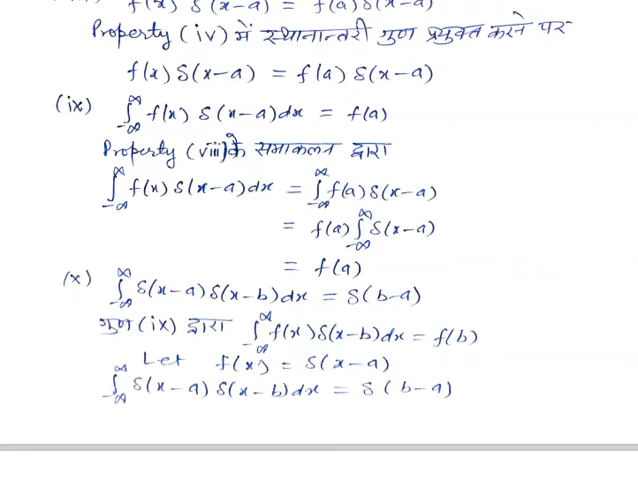 f(x) δ(x-a) = f(a)δ(x-a)
Property (iv) में स्थानान्तरी गुण प्रयुक्त करने पर
f(x) δ(x-a) = f(a) δ(x-a)
(ix) ∫_{-∞}^{∞} f(x) δ(x-a)dx = f(a)
Property (viii) के समाकलन द्वारा
∫_{-∞}^{∞} f(x) δ(x-a)dx = ∫_{-∞}^{∞} f(a) δ(x-a)
= f(a) ∫_{-∞}^{∞} δ(x-a)
= f(a)
(x) ∫_{-∞}^{∞} δ(x-a) δ(x-b)dx = δ(b-a)
गुण (ix) द्वारा ∫_{-∞}^{∞} f(x) δ(x-b)dx = f(b)
Let f(x) = δ(x-a)
∫_{-∞}^{∞} δ(x-a) δ(x-b)dx = δ(b-a)